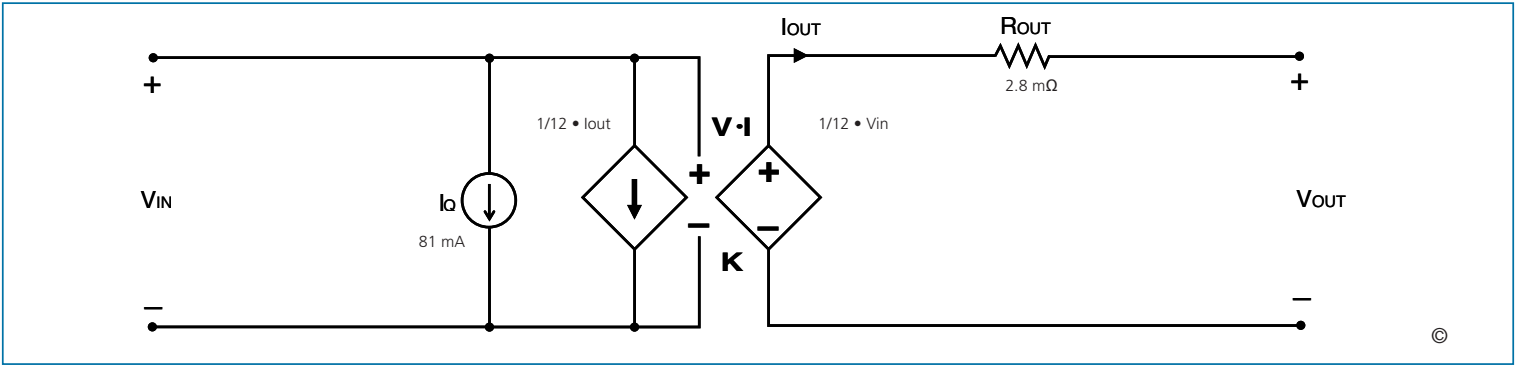 IOUT
ROUT
2.8 mΩ
+
+
1/12 • Iout
V•I
1/12 • Vin
+
+
VIN
IQ
VOUT
81 mA
–
–
K
–
–
©